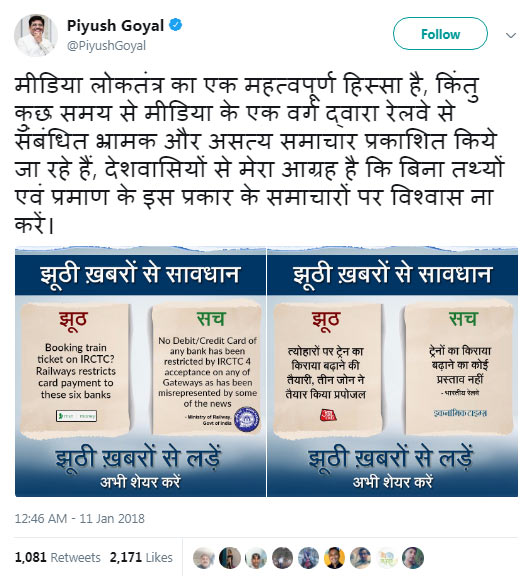 Piyush Goyal
@PiyushGoyal
Follow
मीडिया लोकतंत्र का एक महत्वपूर्ण हिस्सा है, किंतु
कुछ समय से मीडिया के एक वर्ग द्वारा रेलवे से
संबंधित भ्रामक और असत्य समाचार प्रकाशित किये
जा रहे हैं, देशवासियों से मेरा आग्रह है कि बिना तथ्यों
एवं प्रमाण के इस प्रकार के समाचारों पर विश्वास ना
करें।
झूठी ख़बरों से सावधान
झूठ
Booking train
ticket on IRCTC?
Railways restricts
card payment to
these six banks
सच
No Debit/Credit Card of
any bank has been
restricted by IRCTC 4
acceptance on any of
Gateways as has been
misrepresented by some
of the news
- Ministry of Railway,
Govt of India
झूठी ख़बरों से लड़ें
अभी शेयर करें
झूठी ख़बरों से सावधान
झूठ
त्योहारों पर ट्रेन का
किराया बढ़ाने की
तैयारी, तीन जोन ने
तैयार किया प्रपोजल
सच
ट्रेनों का किराया
बढ़ाने का कोई
प्रस्ताव नहीं
- भारतीय रेलवे
इकनॉमिक टाइम्स
झूठी ख़बरों से लड़ें
अभी शेयर करें
12:46 AM - 11 Jan 2018
1,081 Retweets 2,171 Likes